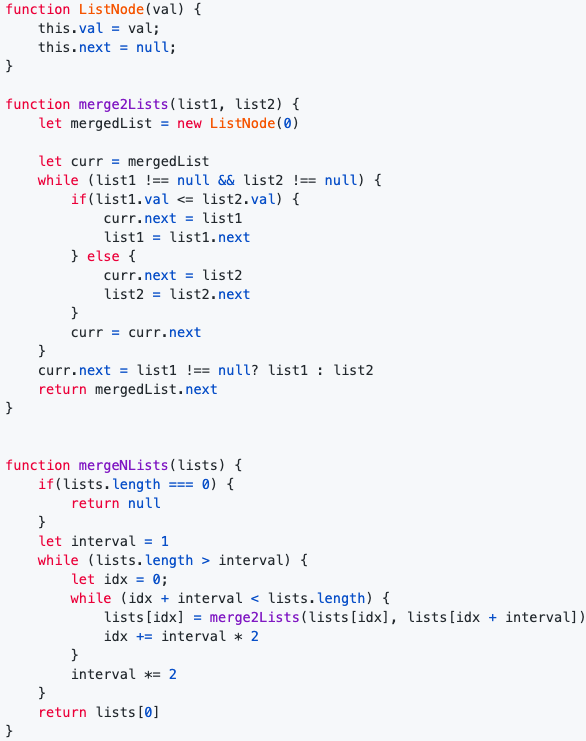 function ListNode(val) {
    this.val = val;
    this.next = null;
}

function merge2Lists(list1, list2) {
    let mergedList = new ListNode(0)

    let curr = mergedList
    while (list1 !== null && list2 !== null) {
        if(list1.val <= list2.val) {
            curr.next = list1
            list1 = list1.next
        } else {
            curr.next = list2
            list2 = list2.next
        }
        curr = curr.next
    }
    curr.next = list1 !== null? list1 : list2
    return mergedList.next
}


function mergeNLists(lists) {
    if(lists.length === 0) {
        return null
    }
    let interval = 1
    while (lists.length > interval) {
        let idx = 0;
        while (idx + interval < lists.length) {
            lists[idx] = merge2Lists(lists[idx], lists[idx + interval])
            idx += interval * 2
        }
        interval *= 2
    }
    return lists[0]
}